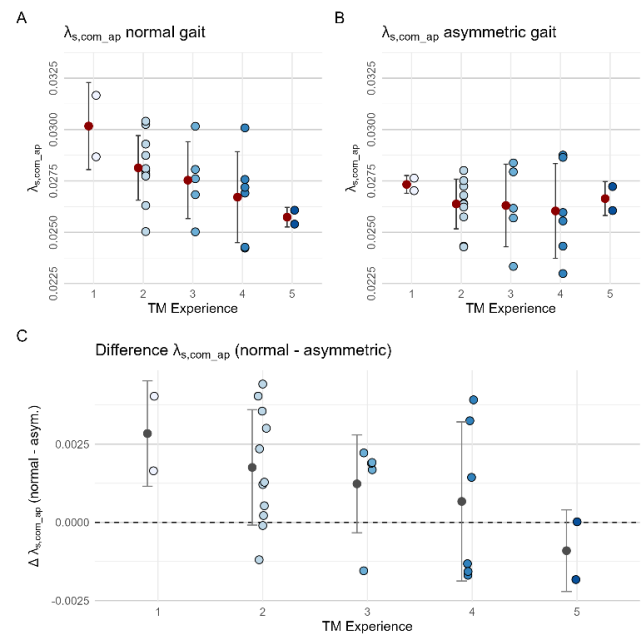 A
λs,com_ap normal gait
0.0325
0.0300
0.0275
0.0250
0.0225
λs,com_ap
1 2 3 4 5
TM Experience
B
λs,com_ap asymmetric gait
0.0325
0.0300
0.0275
0.0250
0.0225
λs,com_ap
1 2 3 4 5
TM Experience
C
Difference λs,com_ap (normal - asymmetric)
0.0025
0.0000
-0.0025
Δ λs,com_ap (normal - asym.)
1 2 3 4 5
TM Experience